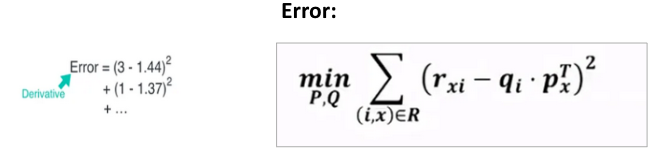 Error:
Error = (3 - 1.44)²
Derivative
+ (1 - 1.37)²
+ ...
min P,Q ∑ (i,x)∈R (r_xi − q_i · p_x^T)²